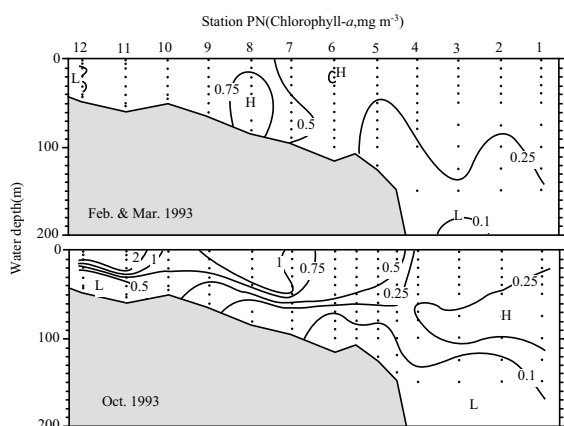 Station PN(Chlorophyll-a,mg m⁻³)
12 11 10 9 8 7 6 5 4 3 2 1
Water depth(m)
0
100
200
L
0.75
H
0.5
H
0.25
L
0.1
Feb. & Mar. 1993
0
100
200
2
1
0.5
L
1
0.75
0.5
0.25
0.25
H
0.1
L
Oct. 1993